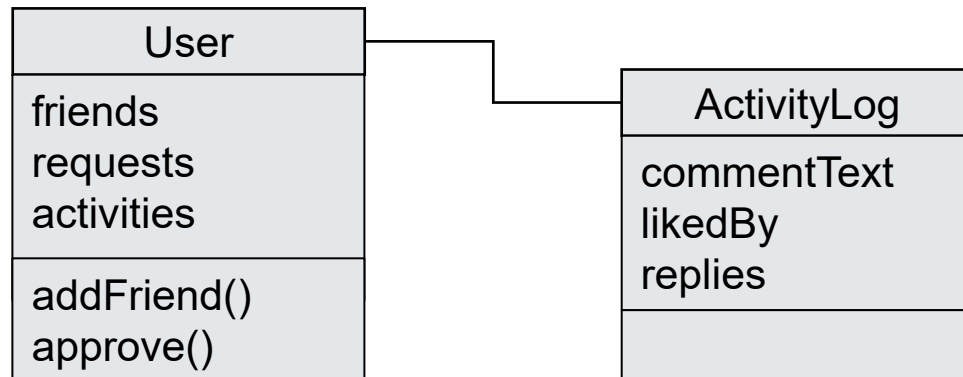 User
friends
requests
activities
addFriend()
approve()
ActivityLog
commentText
likedBy
replies